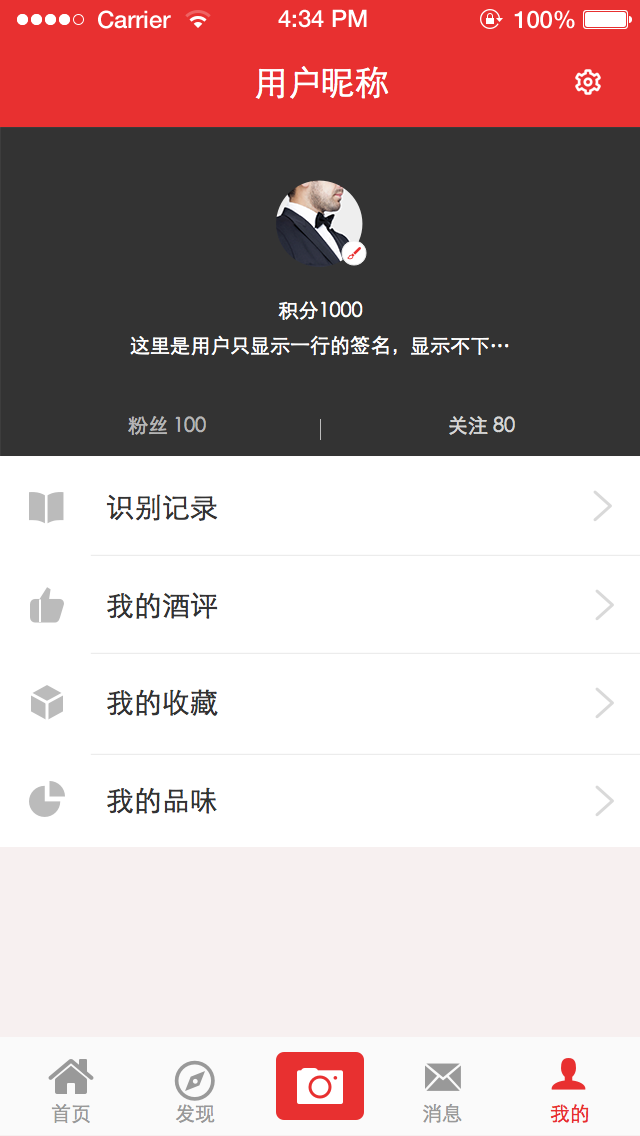 Carrier 4:34 PM 100%
用户昵称
积分1000
这里是用户只显示一行的签名，显示不下…
粉丝 100 关注 80
识别记录
我的酒评
我的收藏
我的品味
首页 发现 消息 我的